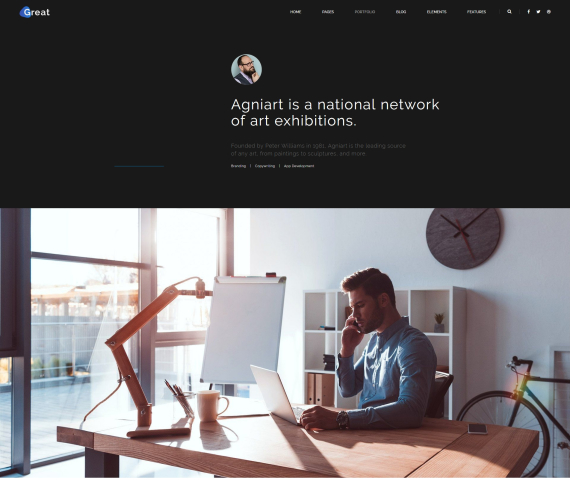 Great
HOME PAGES PORTFOLIO BLOG ELEMENTS FEATURES
Agniart is a national network
of art exhibitions.
Founded by Peter Williams in 1981, Agniart is the leading source
of any art, from paintings to sculptures, and more.
Branding | Copywriting | App Development